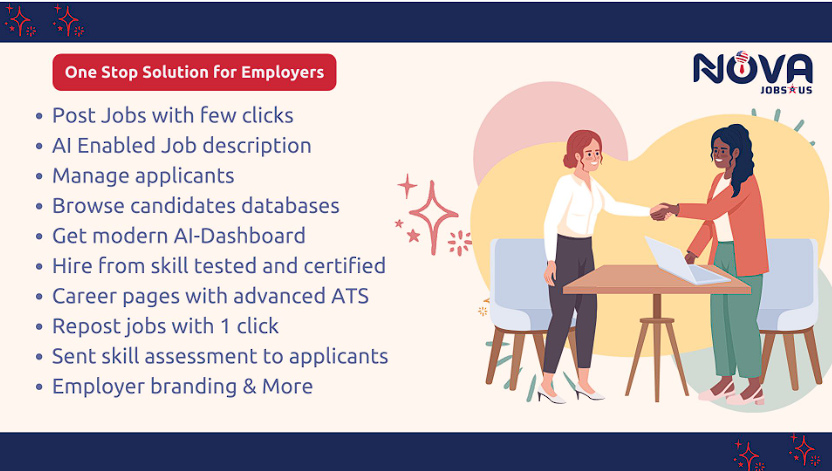 One Stop Solution for Employers
NOVA
JOBS US
• Post Jobs with few clicks
• AI Enabled Job description
• Manage applicants
• Browse candidates databases
• Get modern AI-Dashboard
• Hire from skill tested and certified
• Career pages with advanced ATS
• Repost jobs with 1 click
• Sent skill assessment to applicants
• Employer branding & More